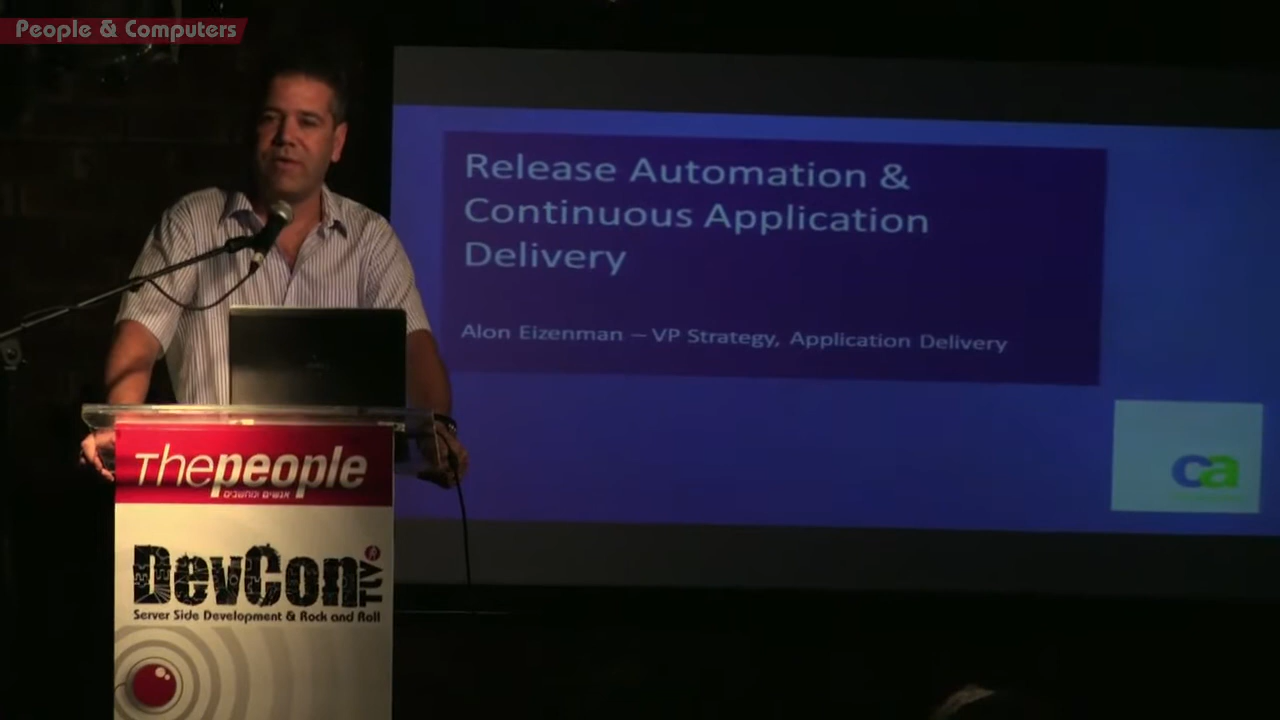 People & Computers
Release Automation &
Continuous Application
Delivery
Alon Eizenman – VP Strategy, Application Delivery
ca
Thepeople
אנשים ומחשבים
DevCon TLV
Server Side Development & Rock and Roll